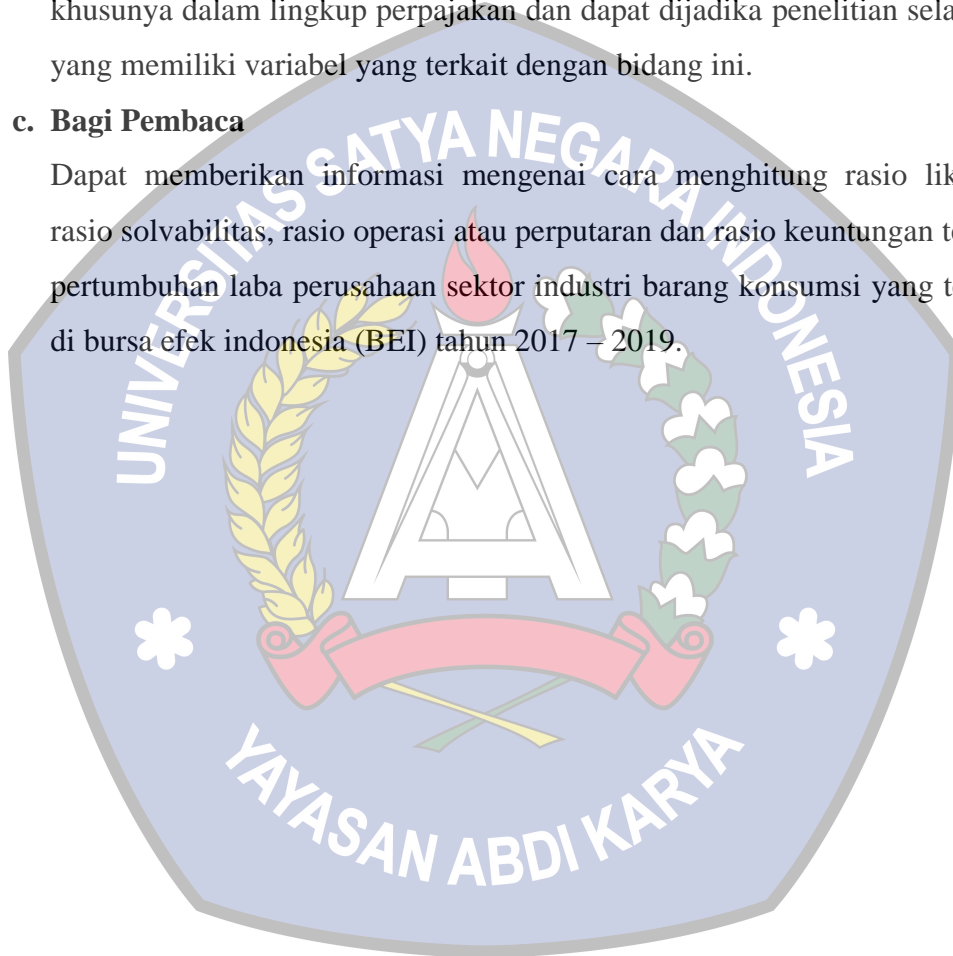 khusunya dalam lingkup perpajakan dan dapat dijadika penelitian
yang memiliki variabel yang terkait dengan bidang ini.
c. Bagi Pembaca
Dapat memberikan informasi mengenai cara menghitung rasio
rasio solvabilitas, rasio operasi atau perputaran dan rasio keuntungan
pertumbuhan laba perusahaan sektor industri barang konsumsi yang
di bursa efek indonesia (BEI) tahun 2017 – 2019.
UNIVERSITAS SATYA NEGARA INDONESIA
YAYASAN ABDI KARYA